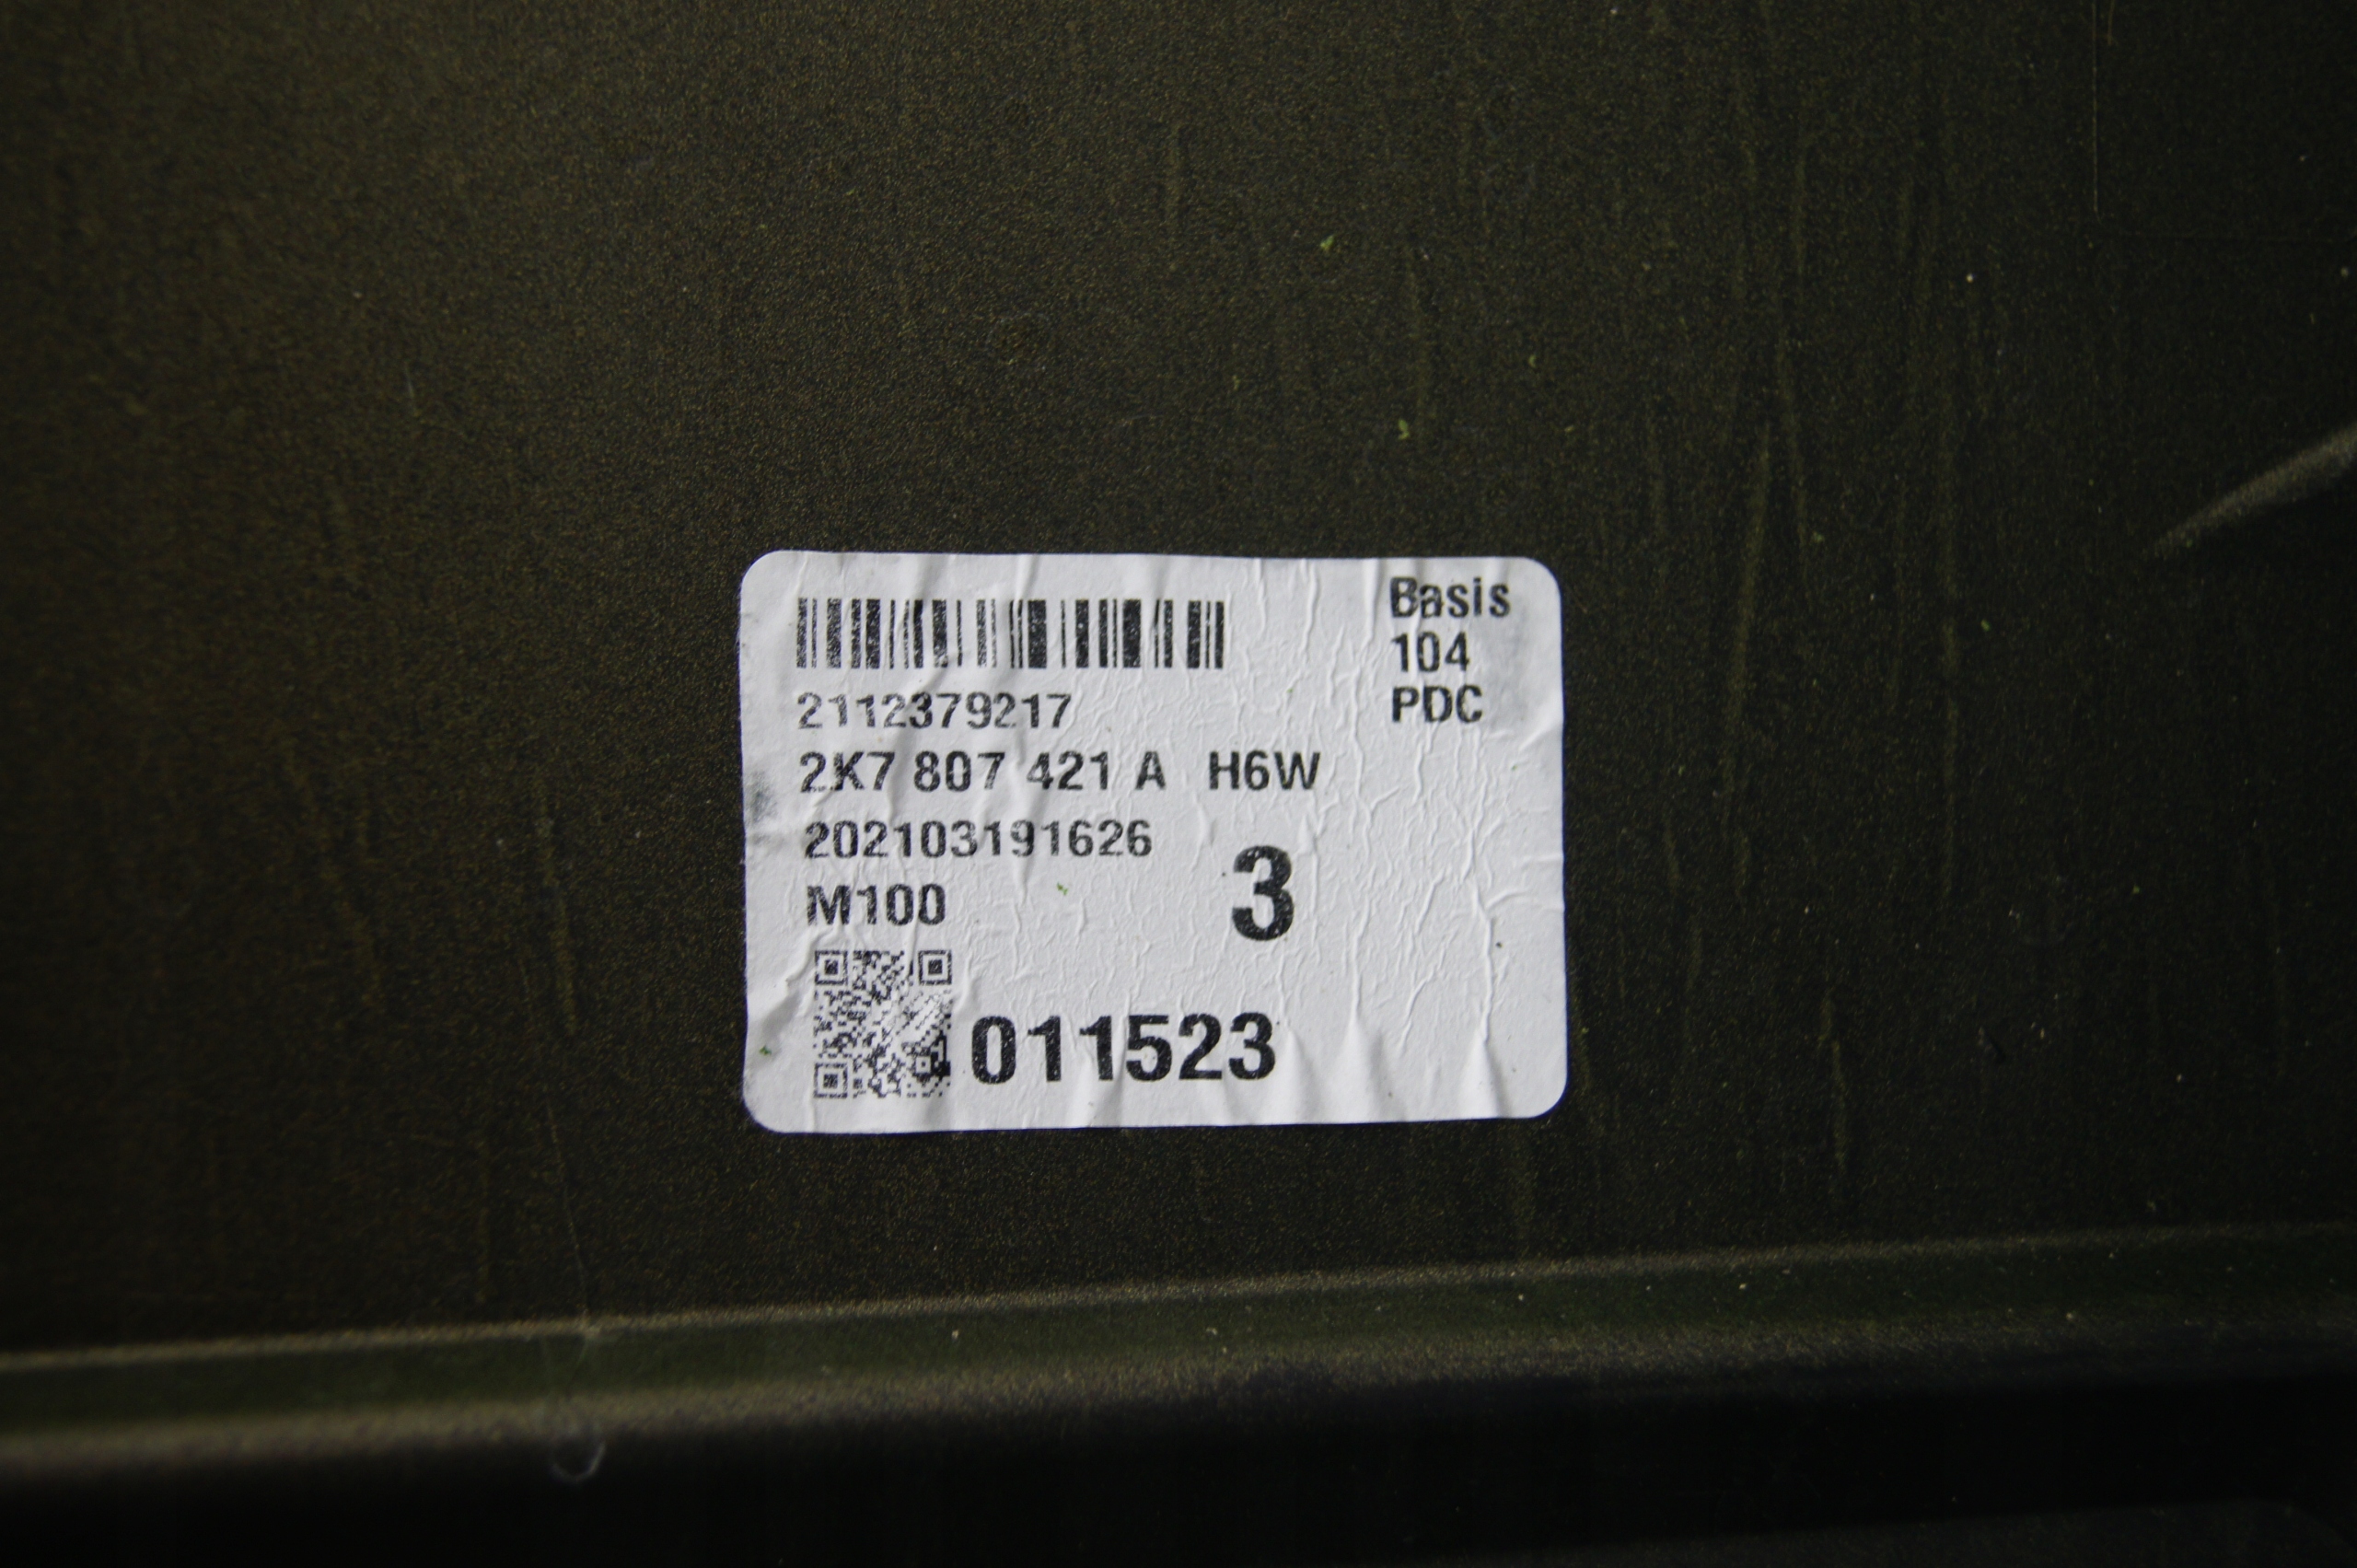 Basis
104
PDC
2112379217
2K7 807 421 A H6W
202103191626
3
M100
011523